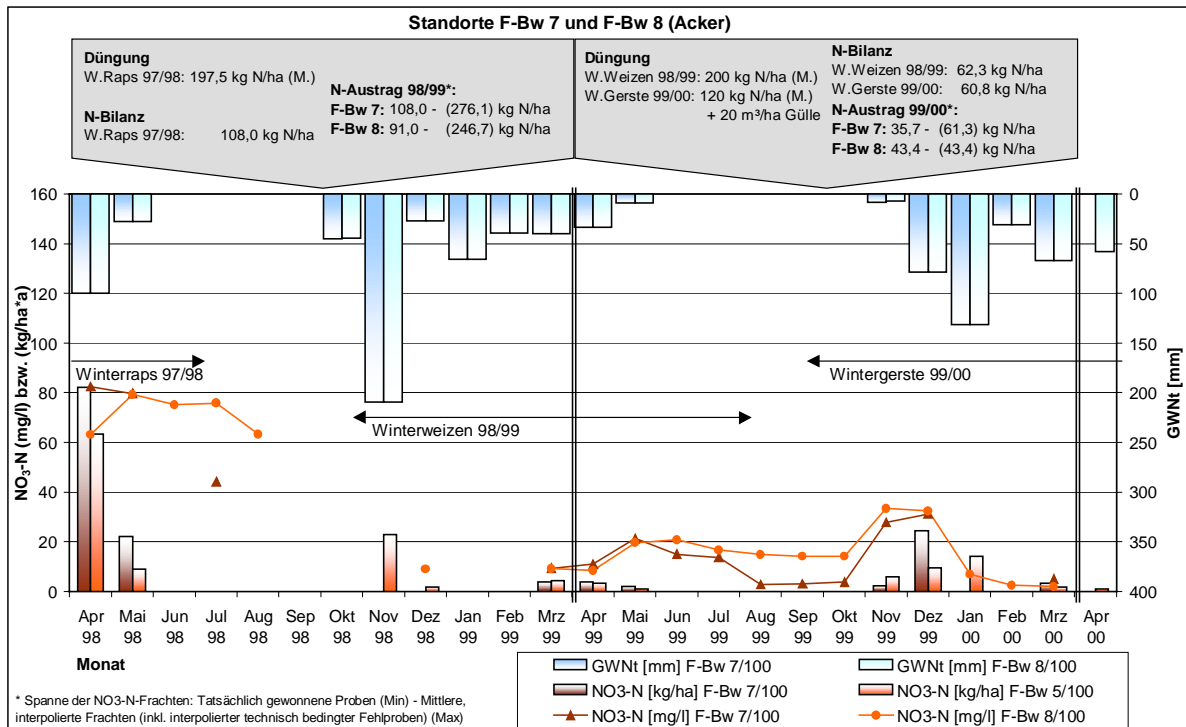 Standorte F-Bw 7 und F-Bw 8 (Acker)
Düngung
W.Raps 97/98: 197,5 kg N/ha (M.)
N-Bilanz
W.Raps 97/98: 108,0 kg N/ha
N-Austrag 98/99*:
F-Bw 7: 108,0 - (276,1) kg N/ha
F-Bw 8: 91,0 - (246,7) kg N/ha
Düngung
W.Weizen 98/99: 200 kg N/ha (M.)
W.Gerste 99/00: 120 kg N/ha (M.)
+ 20 m³/ha Gülle
N-Bilanz
W.Weizen 98/99: 62,3 kg N/ha
W.Gerste 99/00: 60,8 kg N/ha
N-Austrag 99/00*:
F-Bw 7: 35,7 - (61,3) kg N/ha
F-Bw 8: 43,4 - (43,4) kg N/ha
NO₃-N (mg/l) bzw. (kg/ha*a)
160
140
120
100
80
60
40
20
0
GWNt [mm]
0
50
100
150
200
250
300
350
400
Winterraps 97/98
Winterweizen 98/99
Wintergerste 99/00
Apr 98
Mai 98
Jun 98
Jul 98
Aug 98
Sep 98
Okt 98
Nov 98
Dez 98
Jan 99
Feb 99
Mrz 99
Apr 99
Mai 99
Jun 99
Jul 99
Aug 99
Sep 99
Okt 99
Nov 99
Dez 99
Jan 00
Feb 00
Mrz 00
Apr 00
Monat
GWNt [mm] F-Bw 7/100
GWNt [mm] F-Bw 8/100
NO3-N [kg/ha] F-Bw 7/100
NO3-N [kg/ha] F-Bw 5/100
NO3-N [mg/l] F-Bw 7/100
NO3-N [mg/l] F-Bw 8/100
* Spanne der NO3-N-Frachten: Tatsächlich gewonnene Proben (Min) - Mittlere,
interpolierte Frachten (inkl. interpolierter technisch bedingter Fehlproben) (Max)